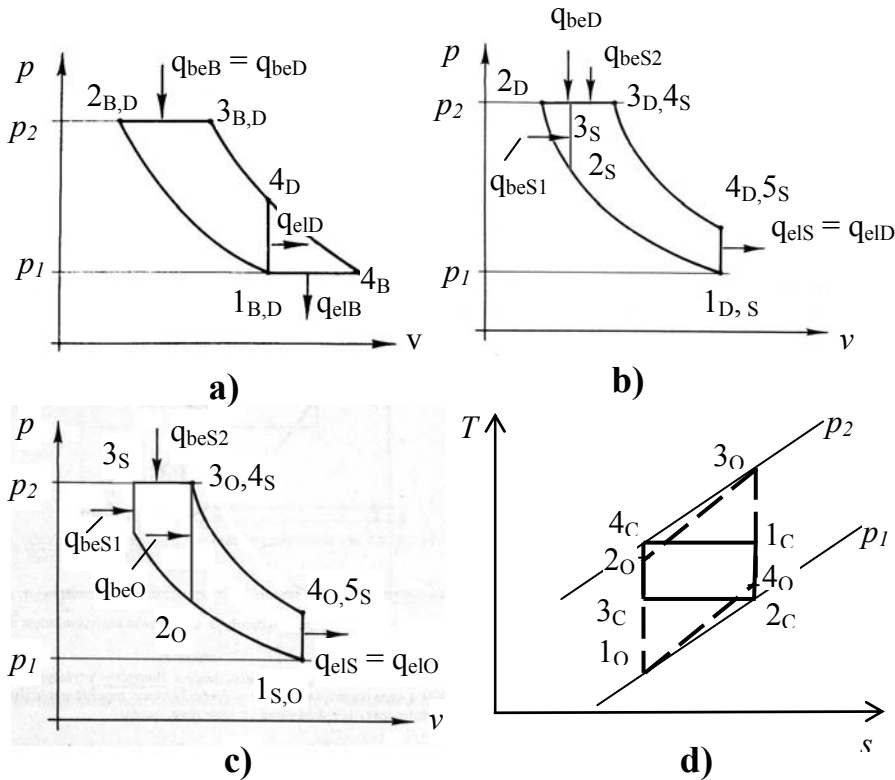 q_beD
p
q_beB = q_beD
p
q_beS2
2_B,D
3_B,D
2_D
3_D,4_S
p_2
p_2
3_S
4_D
q_beS1
2_S
q_elD
4_D,5_S
q_elS = q_elD
p_1
p_1
4_B
1_B,D
q_elB
1_D, S
v
v
a)
b)
p
q_beS2
T
p_2
3_S
3_O
p_2
3_O,4_S
4_C
1_C
p_1
q_beS1
2_O
q_beO
4_O
4_O,5_S
3_C
2_C
2_O
1_O
p_1
q_elS = q_elO
1_S,O
v
s
c)
d)